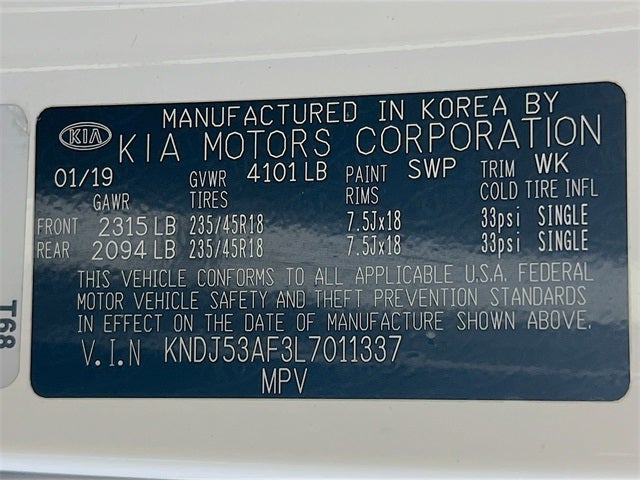 MANUFACTURED IN KOREA BY
KIA KIA MOTORS CORPORATION
01/19 GVWR 4101 LB PAINT SWP TRIM WK
GAWR TIRES RIMS COLD TIRE INFL
FRONT 2315 LB 235/45R18 7.5Jx18 33psi SINGLE
REAR 2094 LB 235/45R18 7.5Jx18 33psi SINGLE
THIS VEHICLE CONFORMS TO ALL APPLICABLE U.S.A. FEDERAL
MOTOR VEHICLE SAFETY AND THEFT PREVENTION STANDARDS
IN EFFECT ON THE DATE OF MANUFACTURE SHOWN ABOVE.
V.I.N KNDJ53AF3L7011337
MPV
T68